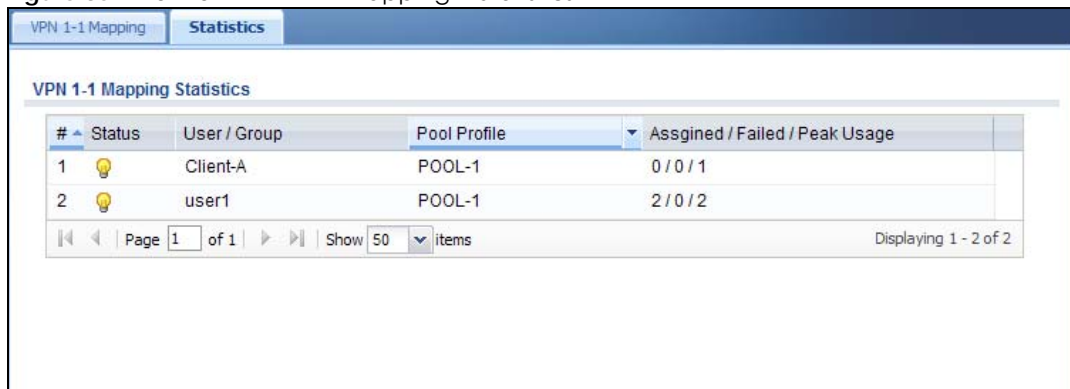 VPN 1-1 Mapping Statistics
VPN 1-1 Mapping Statistics
# Status User / Group Pool Profile Assgined / Failed / Peak Usage
1 Client-A POOL-1 0 / 0 / 1
2 user1 POOL-1 2 / 0 / 2
Page 1 of 1 Show 50 items Displaying 1 - 2 of 2